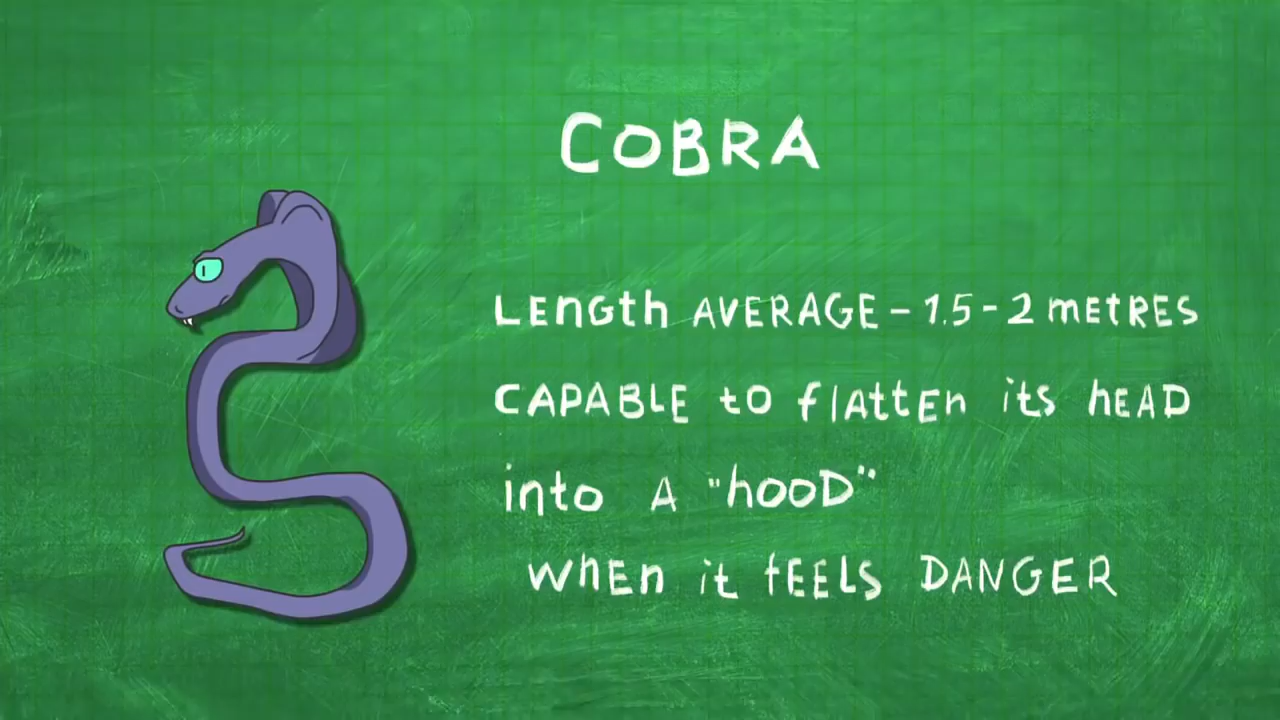 COBRA
LENGth AVERAGE - 1.5 - 2 mEtRES
CAPABLE to flAttEn its hEAD
into A "hooD"
whEn it fEELS DANGER